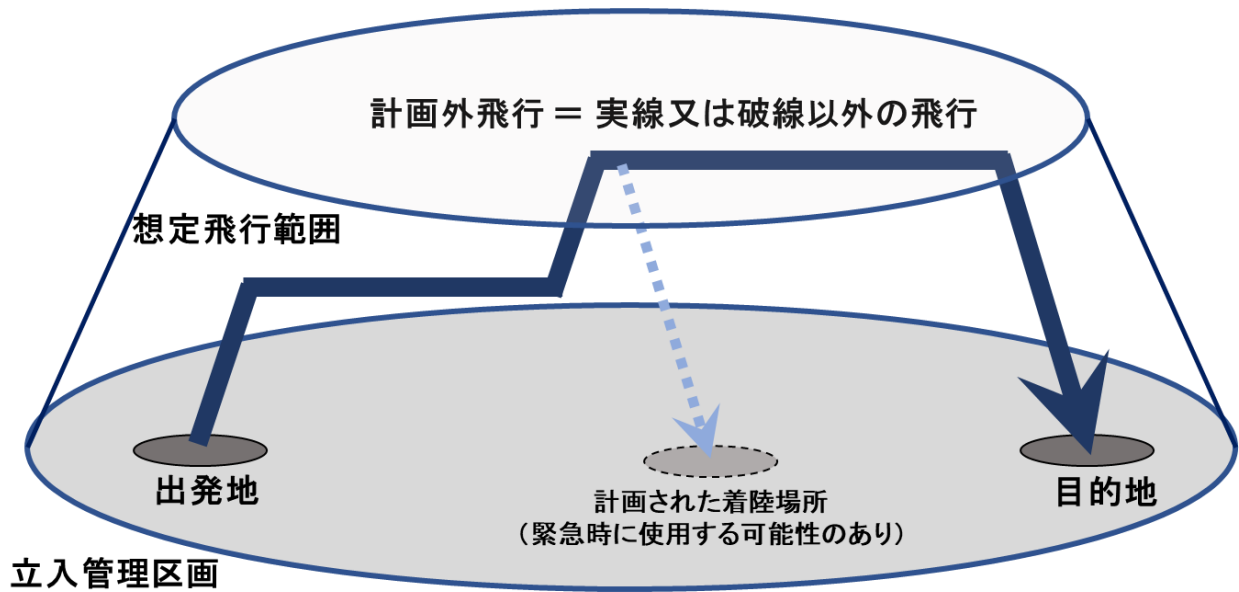 計画外飛行 = 実線又は破線以外の飛行
想定飛行範囲
出発地
計画された着陸場所
（緊急時に使用する可能性のあり）
目的地
立入管理区画